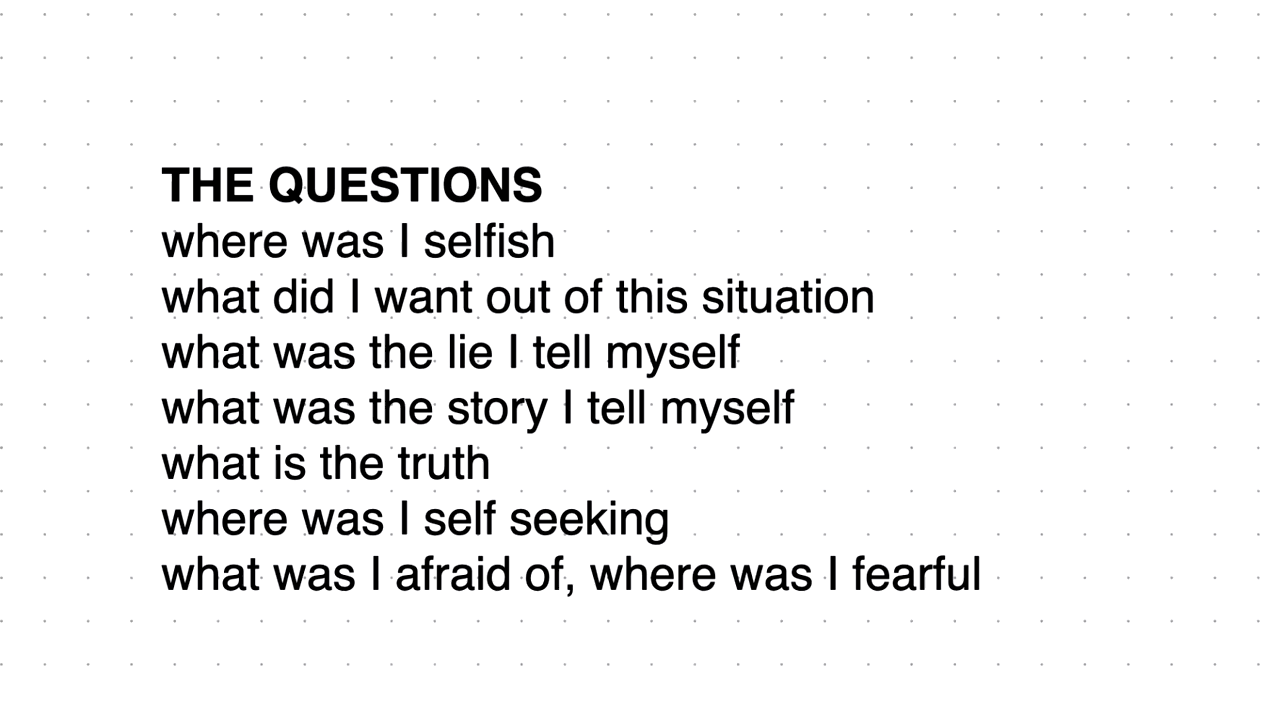 THE QUESTIONS
where was I selfish
what did I want out of this situation
what was the lie I tell myself
what was the story I tell myself
what is the truth
where was I self seeking
what was I afraid of, where was I fearful